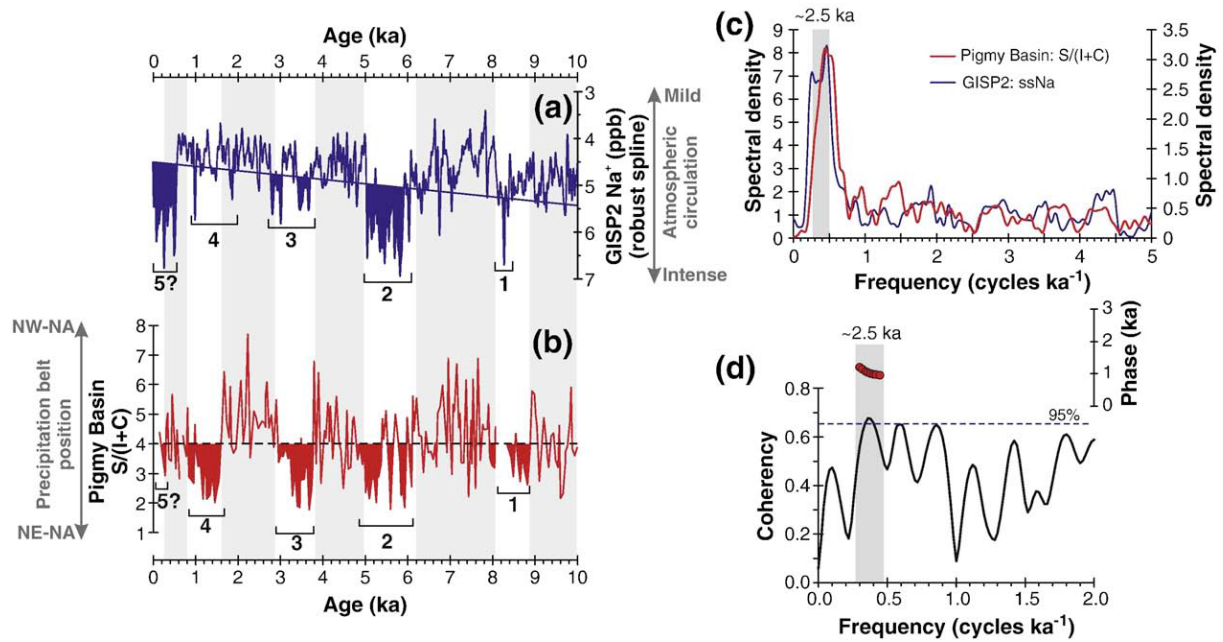 Age (ka)
0 1 2 3 4 5 6 7 8 9 10
(a)
3
4
5
6
7
GISP2 Na+ (ppb)
(robust spline)
Mild
Atmospheric
circulation
Intense
5?
4
3
2
1
NW-NA
Precipitation belt
position
NE-NA
Pigmy Basin
S/(I+C)
8
7
6
5
4
3
2
1
(b)
5?
4
3
2
1
0 1 2 3 4 5 6 7 8 9 10
Age (ka)
(c)
~2.5 ka
Spectral density
9
8
7
6
5
4
3
2
1
0
Pigmy Basin: S/(I+C)
GISP2: ssNa
3.5
3.0
2.5
2.0
1.5
1.0
0.5
0.0
Spectral density
0 1 2 3 4 5
Frequency (cycles ka-1)
(d)
~2.5 ka
3
2
1
0
Phase (ka)
95%
Coherency
0.8
0.6
0.4
0.2
0.0
0.0 0.5 1.0 1.5 2.0
Frequency (cycles ka-1)